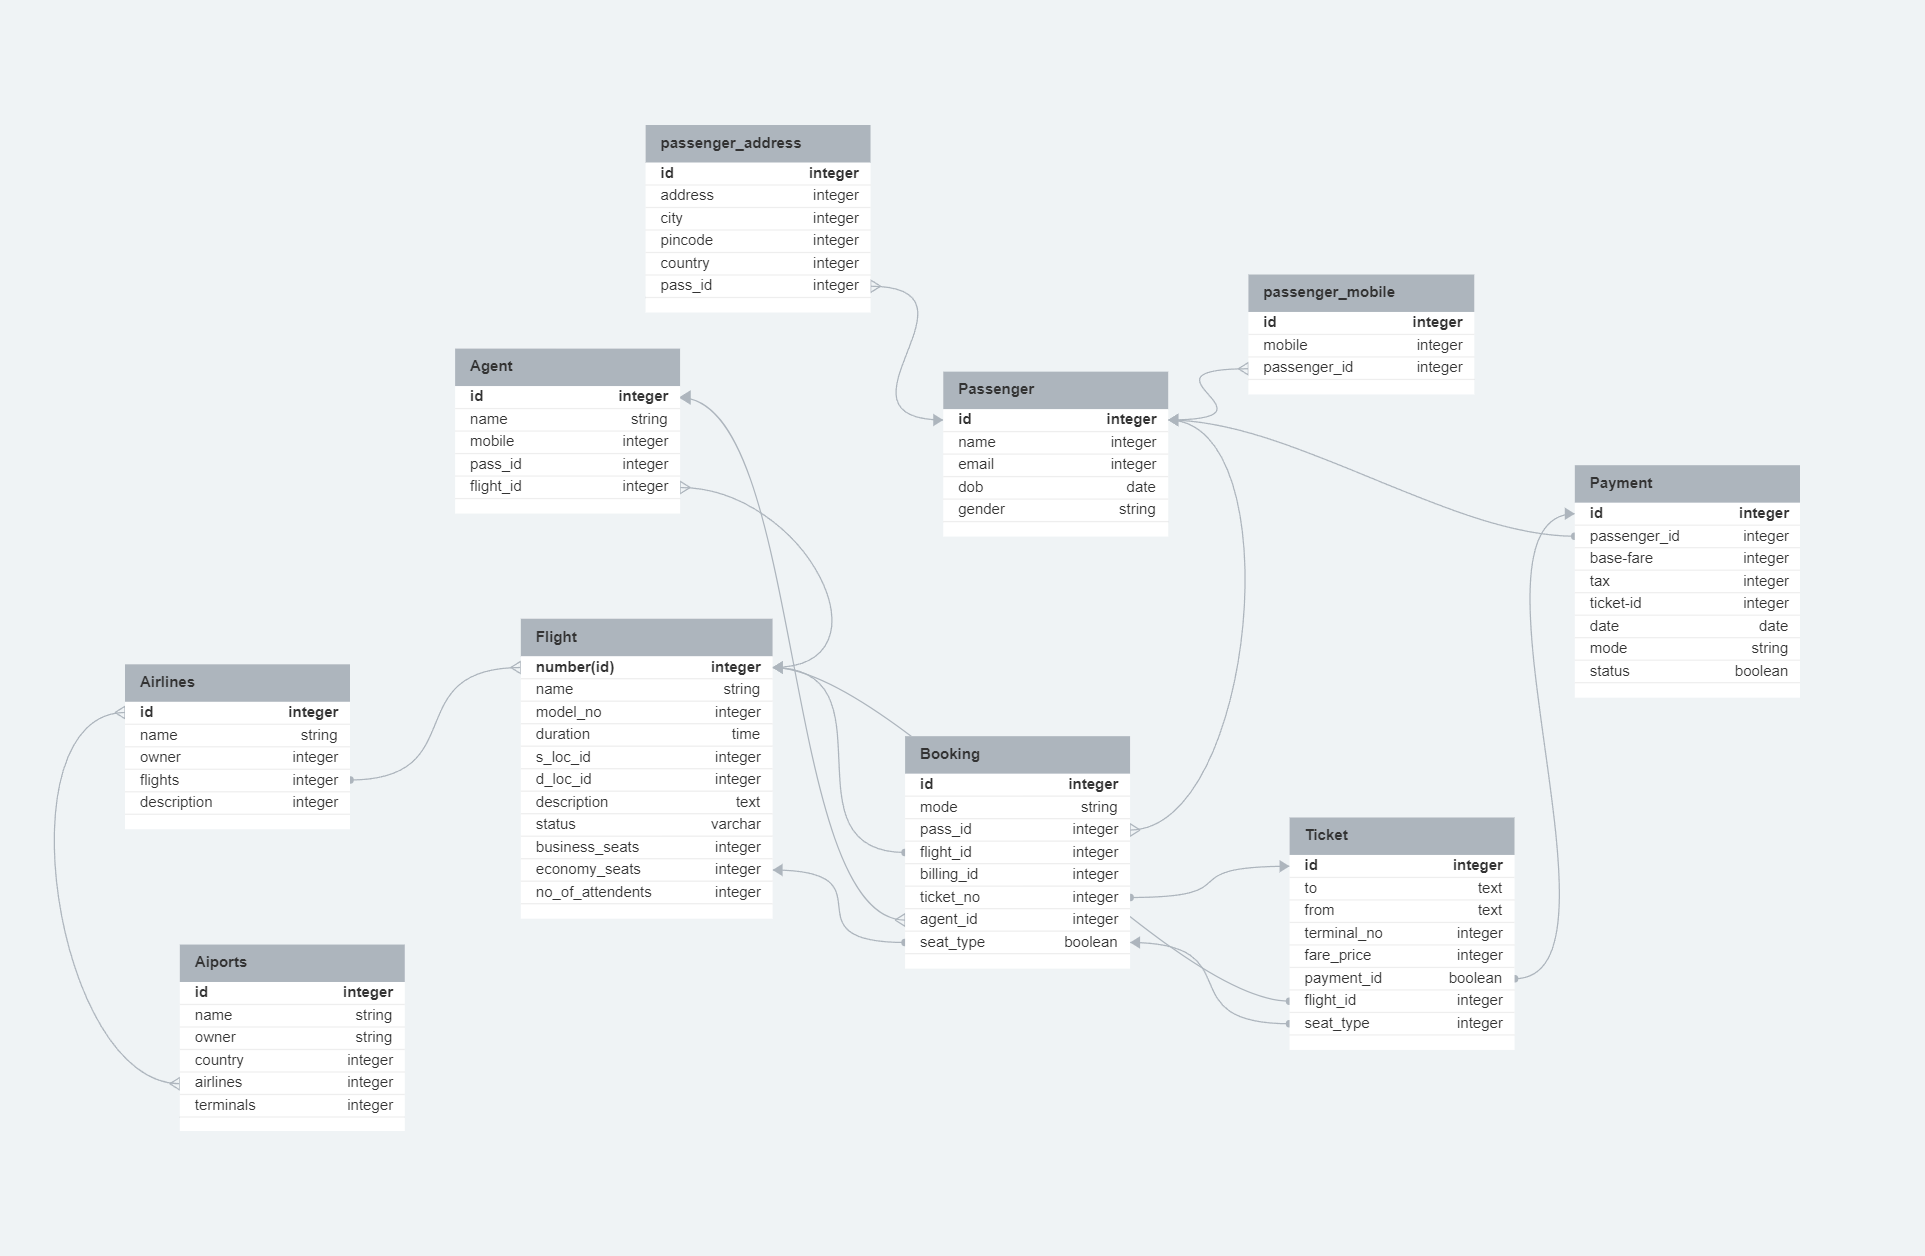 passenger_address
id integer
address integer
city integer
pincode integer
country integer
pass_id integer
passenger_mobile
id integer
mobile integer
passenger_id integer
Agent
id integer
name string
mobile integer
pass_id integer
flight_id integer
Passenger
id integer
name integer
email integer
dob date
gender string
Payment
id integer
passenger_id integer
base-fare integer
tax integer
ticket-id integer
date date
mode string
status boolean
Flight
number(id) integer
name string
model_no integer
duration time
s_loc_id integer
d_loc_id integer
description text
status varchar
business_seats integer
economy_seats integer
no_of_attendents integer
Airlines
id integer
name string
owner integer
flights integer
description integer
Booking
id integer
mode string
pass_id integer
flight_id integer
billing_id integer
ticket_no integer
agent_id integer
seat_type boolean
Ticket
id integer
to text
from text
terminal_no integer
fare_price integer
payment_id boolean
flight_id integer
seat_type integer
Aiports
id integer
name string
owner string
country integer
airlines integer
terminals integer